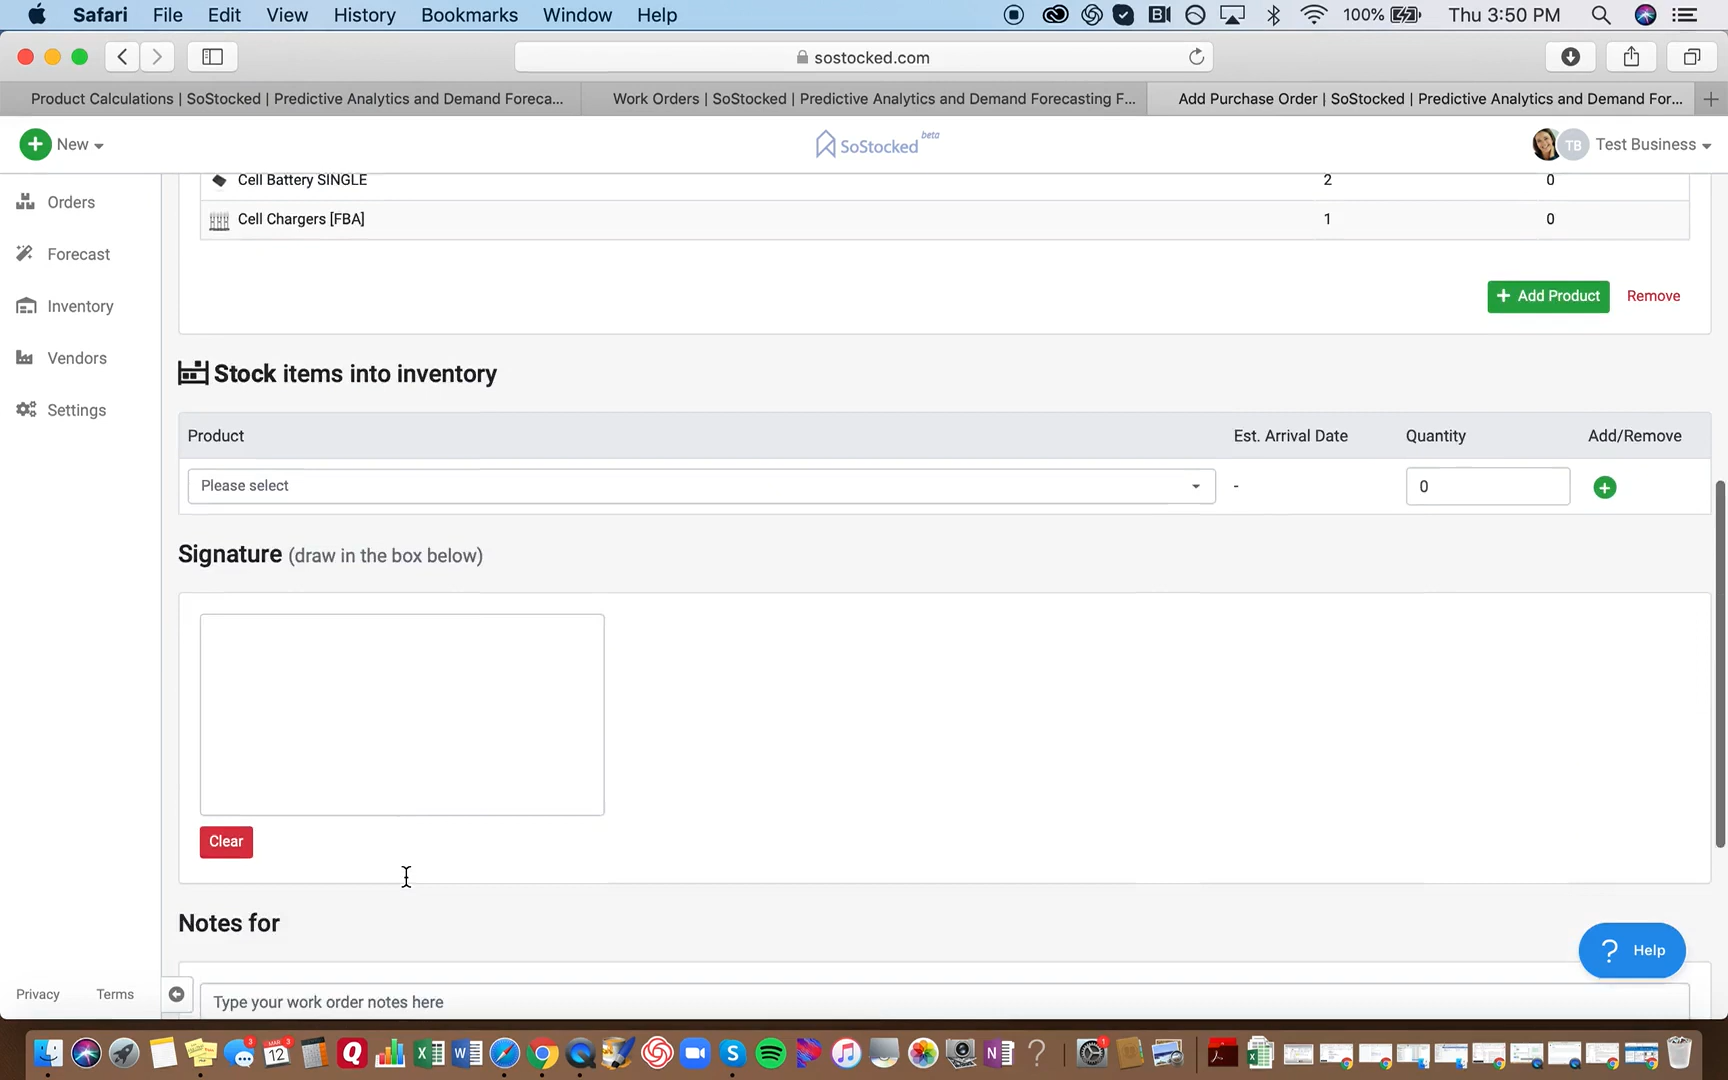 Safari File Edit View History Bookmarks Window Help 100% Thu 3:50 PM
sostocked.com
Product Calculations | SoStocked | Predictive Analytics and Demand Foreca... Work Orders | SoStocked | Predictive Analytics and Demand Forecasting F... Add Purchase Order | SoStocked | Predictive Analytics and Demand For...
New SoStocked beta TB Test Business
Orders
Forecast
Inventory
Vendors
Settings
Cell Battery SINGLE 2 0
Cell Chargers [FBA] 1 0
Add Product Remove
Stock items into inventory
Product Est. Arrival Date Quantity Add/Remove
Please select - 0
Signature (draw in the box below)
Clear
Notes for
Type your work order notes here
Help
Privacy Terms